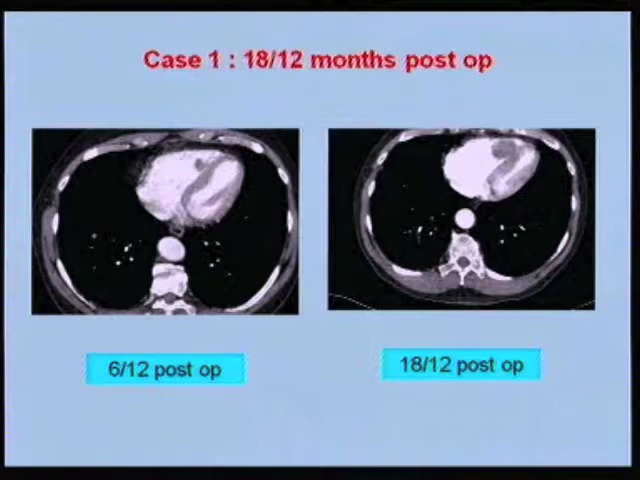 Case 1 : 18/12 months post op
6/12 post op
18/12 post op